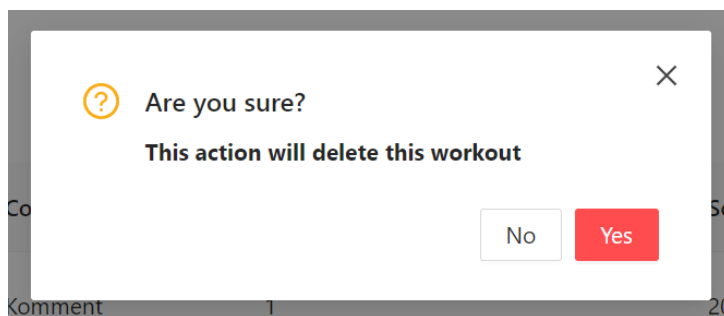 Are you sure?
This action will delete this workout
No
Yes
Komment
1